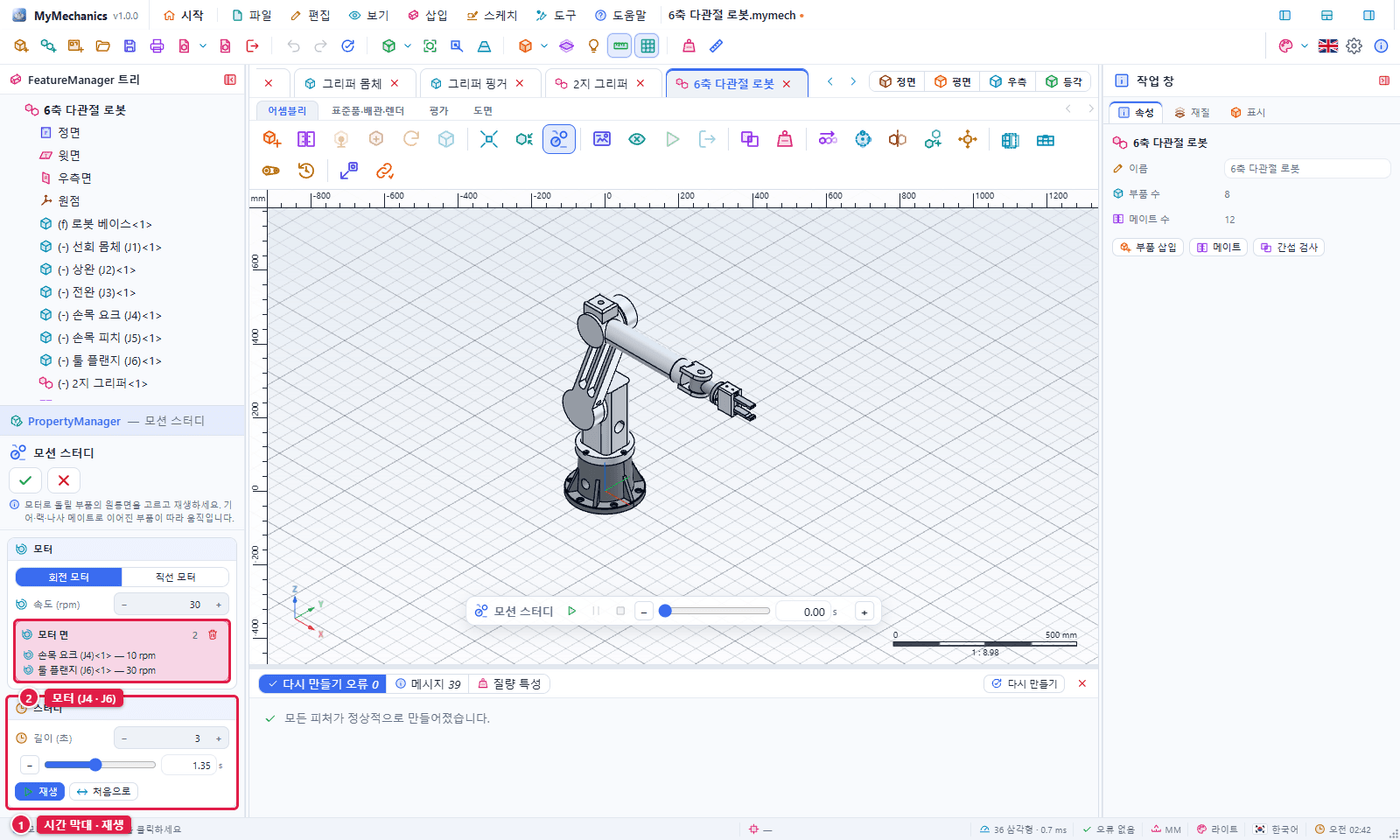 MyMechanics v1.0.0 시작 파일 편집 보기 삽입 스케치 도구 도움말 6축 다관절 로봇.mymech
FeatureManager 트리
6축 다관절 로봇
정면
윗면
우측면
원점
(f) 로봇 베이스<1>
(-) 선회 몸체 (J1)<1>
(-) 상완 (J2)<1>
(-) 전완 (J3)<1>
(-) 손목 요크 (J4)<1>
(-) 손목 피치 (J5)<1>
(-) 툴 플랜지 (J6)<1>
(-) 2지 그리퍼<1>
PropertyManager — 모션 스터디
모션 스터디
모터로 돌릴 부품의 원통면을 고르고 재생하세요. 기
어·랙·나사 메이트로 이어진 부품이 따라 움직입니다.
모터
회전 모터 직선 모터
속도 (rpm) − 30 +
모터 면 2
손목 요크 (J4)<1> — 10 rpm
툴 플랜지 (J6)<1> — 30 rpm
2 모터 (J4 · J6)
스터디
길이 (초) − 3 +
− 1.35 s
재생 처음으로
1 시간 막대 · 재생
클릭하세요
그리퍼 몸체 그리퍼 핑거 2지 그리퍼 6축 다관절 로봇
정면 평면 우측 등각
어셈블리 표준품·배관·렌더 평가 도면
mm -800 -600 -400 -200 0 200 400 600 800 1000 1200
600
400
200
0
-200
-400
Z
Y
X
모션 스터디 − 0.00 s +
0 500 mm
1 : 8.98
다시 만들기 오류 0 메시지 39 질량 특성 다시 만들기
모든 피처가 정상적으로 만들어졌습니다.
작업 창
속성 재질 표시
6축 다관절 로봇
이름 6축 다관절 로봇
부품 수 8
메이트 수 12
부품 삽입 메이트 간섭 검사
— 36 삼각형 · 0.7 ms 오류 없음 MM 라이트 한국어 오전 02:42